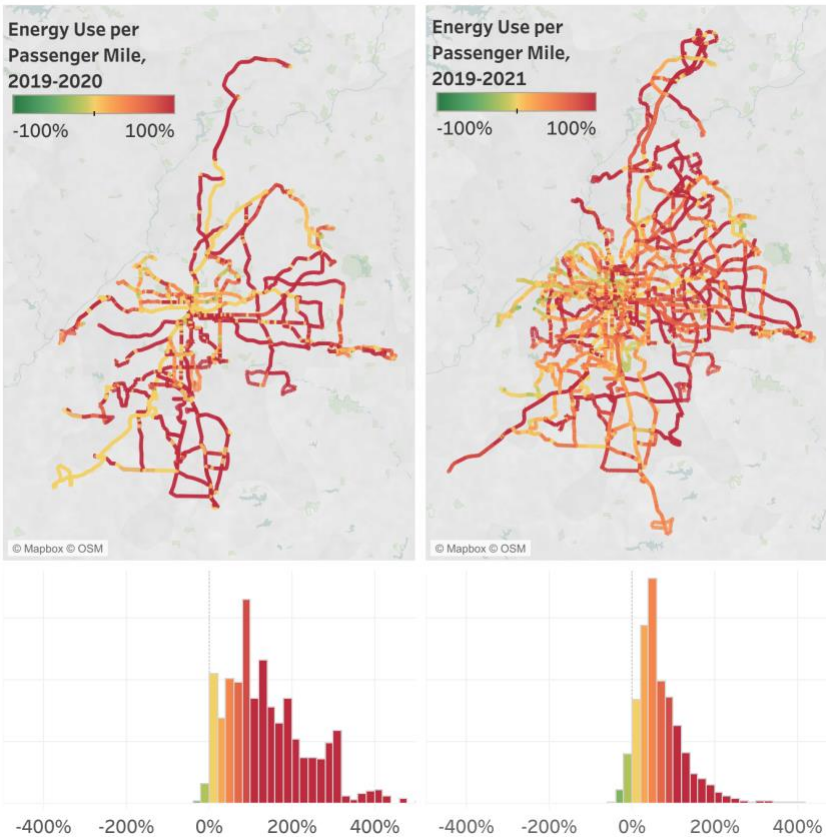 Energy Use per
Passenger Mile,
2019-2020
-100% 100%
© Mapbox © OSM
-400% -200% 0% 200% 400%
Energy Use per
Passenger Mile,
2019-2021
-100% 100%
© Mapbox © OSM
-400% -200% 0% 200% 400%